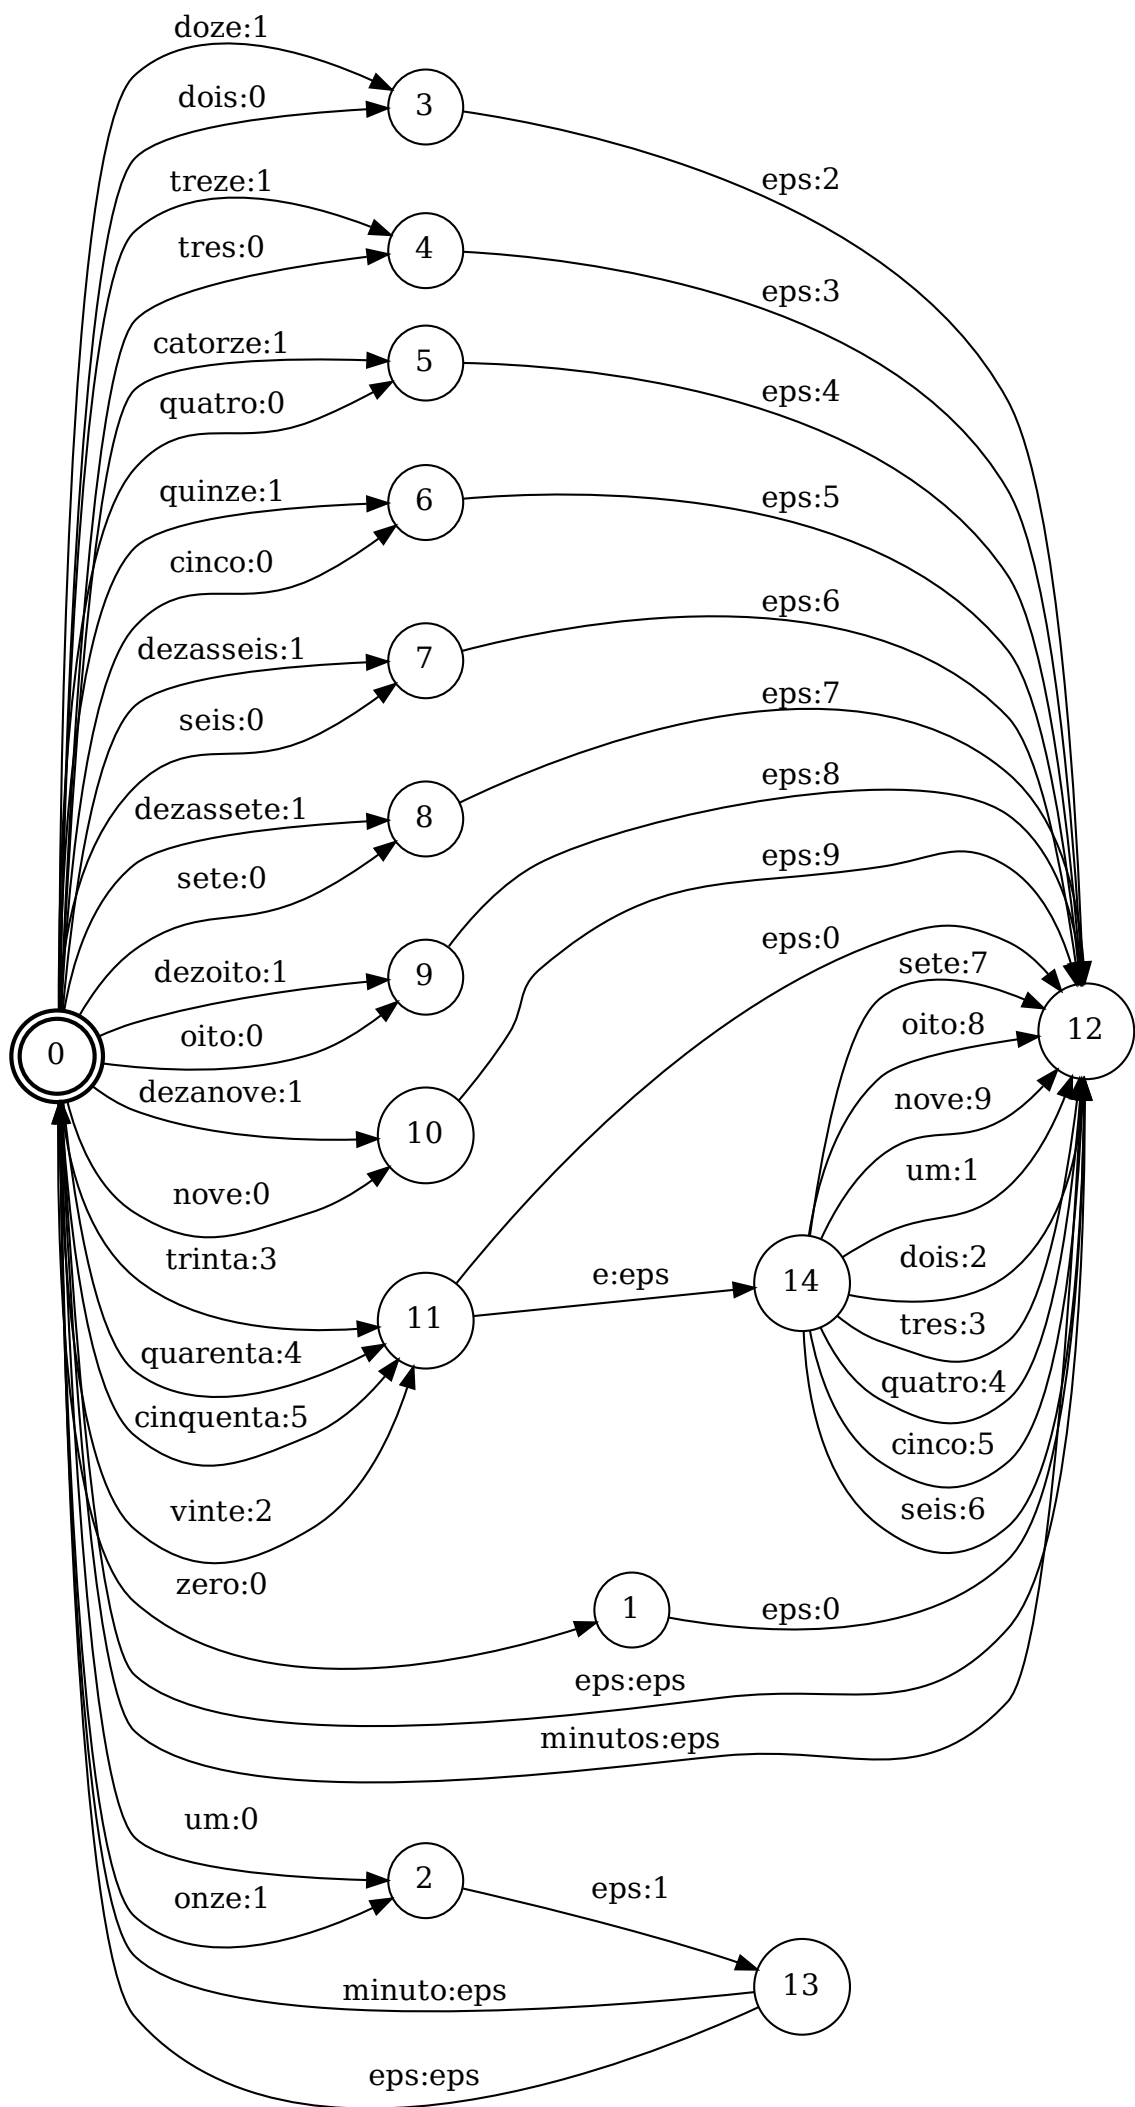 doze:1
3
dois:0
eps:2
treze:1
4
tres:0
eps:3
catorze:1
5
eps:4
quatro:0
quinze:1
6
eps:5
cinco:0
eps:6
dezasseis:1
7
eps:7
seis:0
eps:8
dezassete:1
8
eps:9
sete:0
eps:0
sete:7
dezoito:1
9
oito:8
12
oito:0
0
dezanove:1
nove:9
10
um:1
nove:0
dois:2
trinta:3
e:eps
14
11
tres:3
quarenta:4
quatro:4
cinquenta:5
cinco:5
vinte:2
seis:6
zero:0
1
eps:0
eps:eps
minutos:eps
um:0
2
eps:1
onze:1
13
minuto:eps
eps:eps